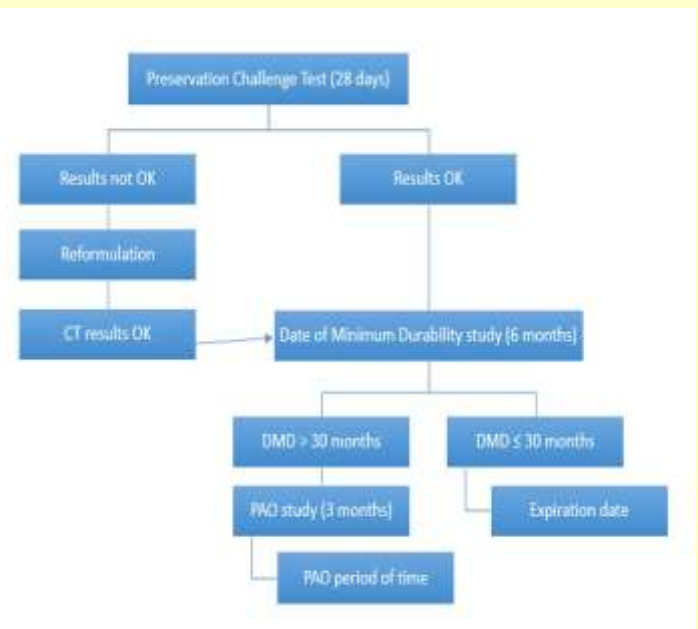 Preservation Challenge Test (28 days)
Results not OK
Results OK
Reformulation
CT results OK
Date of Minimum Durability study (6 months)
DMD > 30 months
DMD ≤ 30 months
PAO study (3 months)
Expiration date
PAO period of time